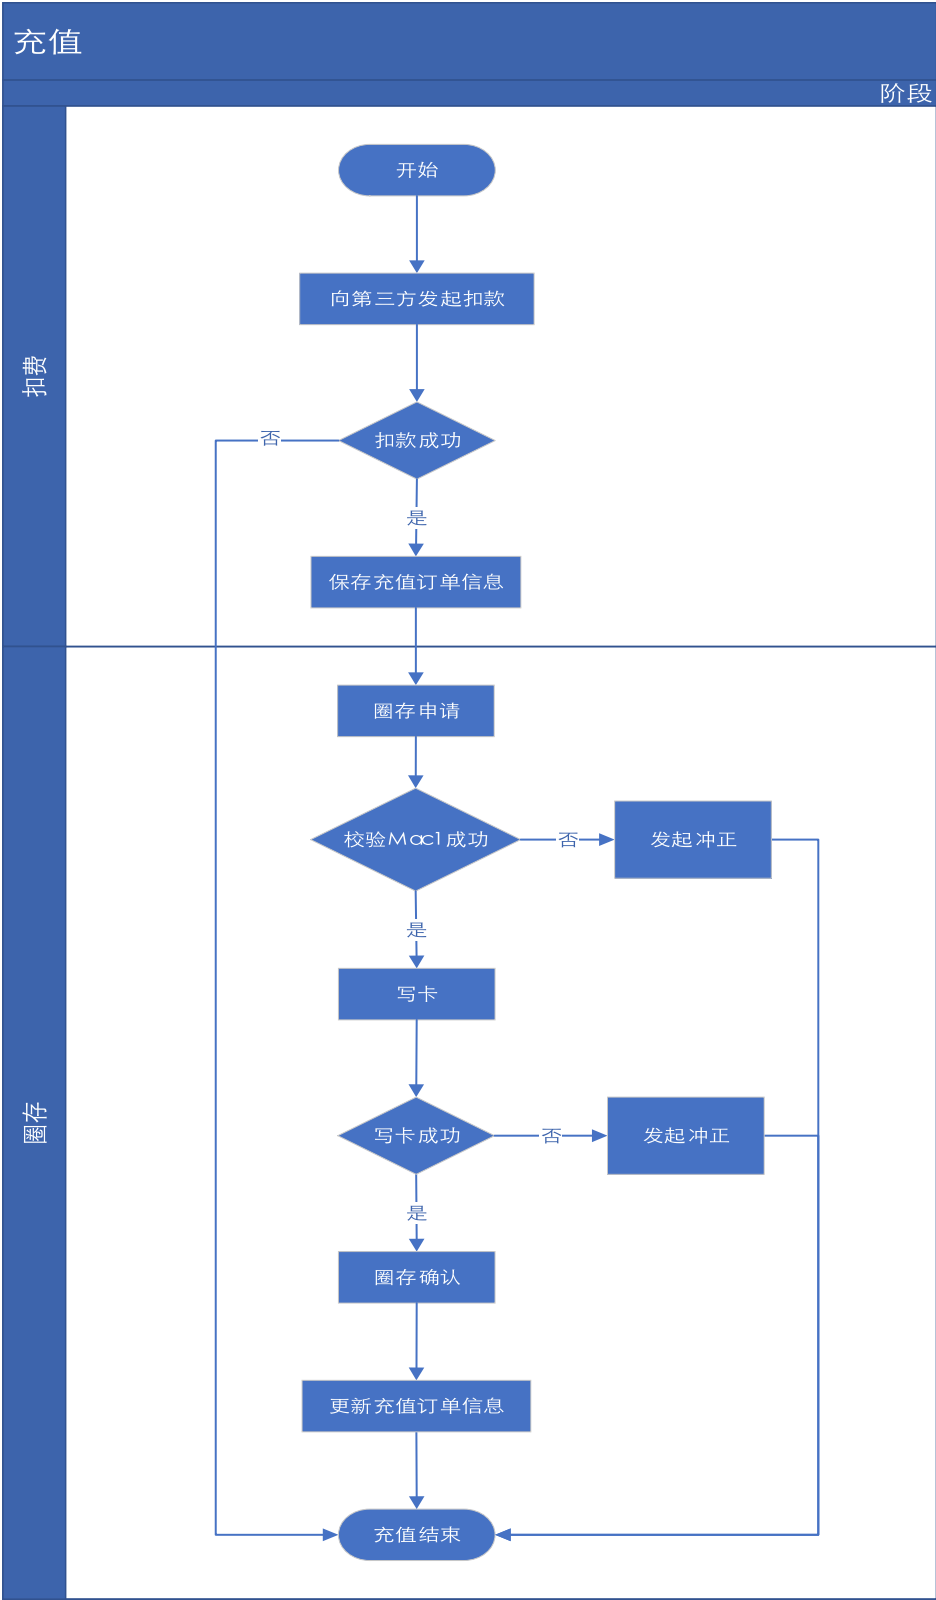 充值
阶段
扣费
开始
向第三方发起扣款
扣款成功
否
是
保存充值订单信息
圈存
圈存申请
校验Mac1成功
否
发起冲正
是
写卡
写卡成功
否
发起冲正
是
圈存确认
更新充值订单信息
充值结束